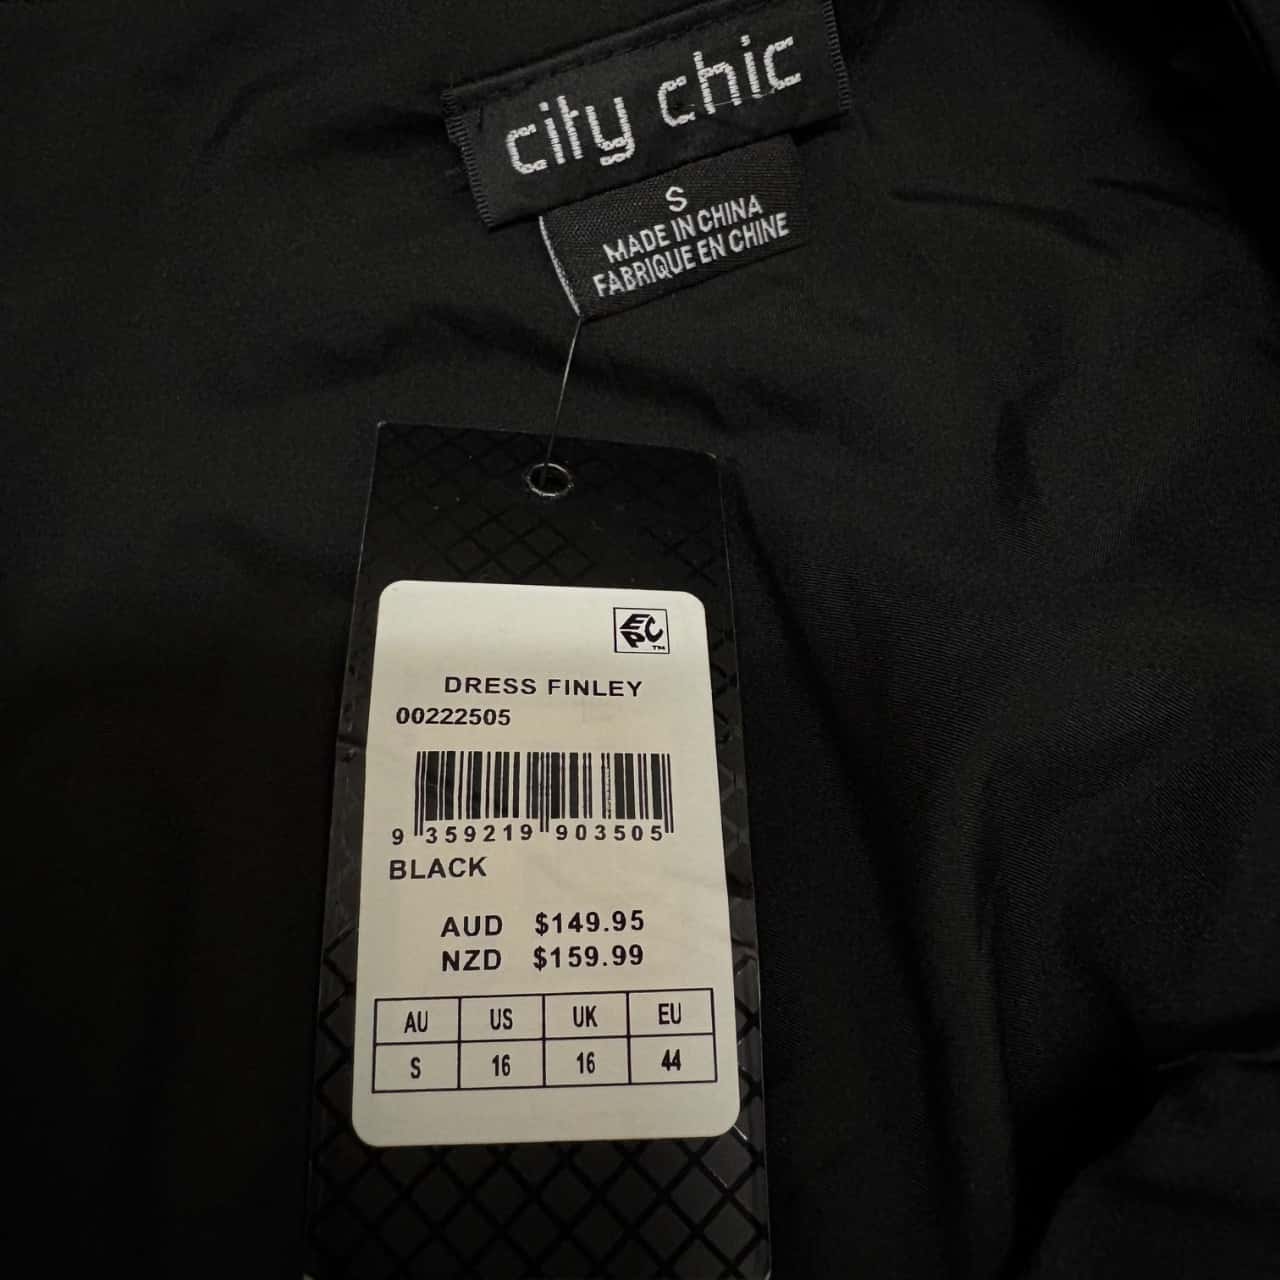 city chic
S
MADE IN CHINA
FABRIQUE EN CHINE
EPC TM
DRESS FINLEY
00222505
9 359219 903505
BLACK
AUD $149.95
NZD $159.99
AU US UK EU
S 16 16 44